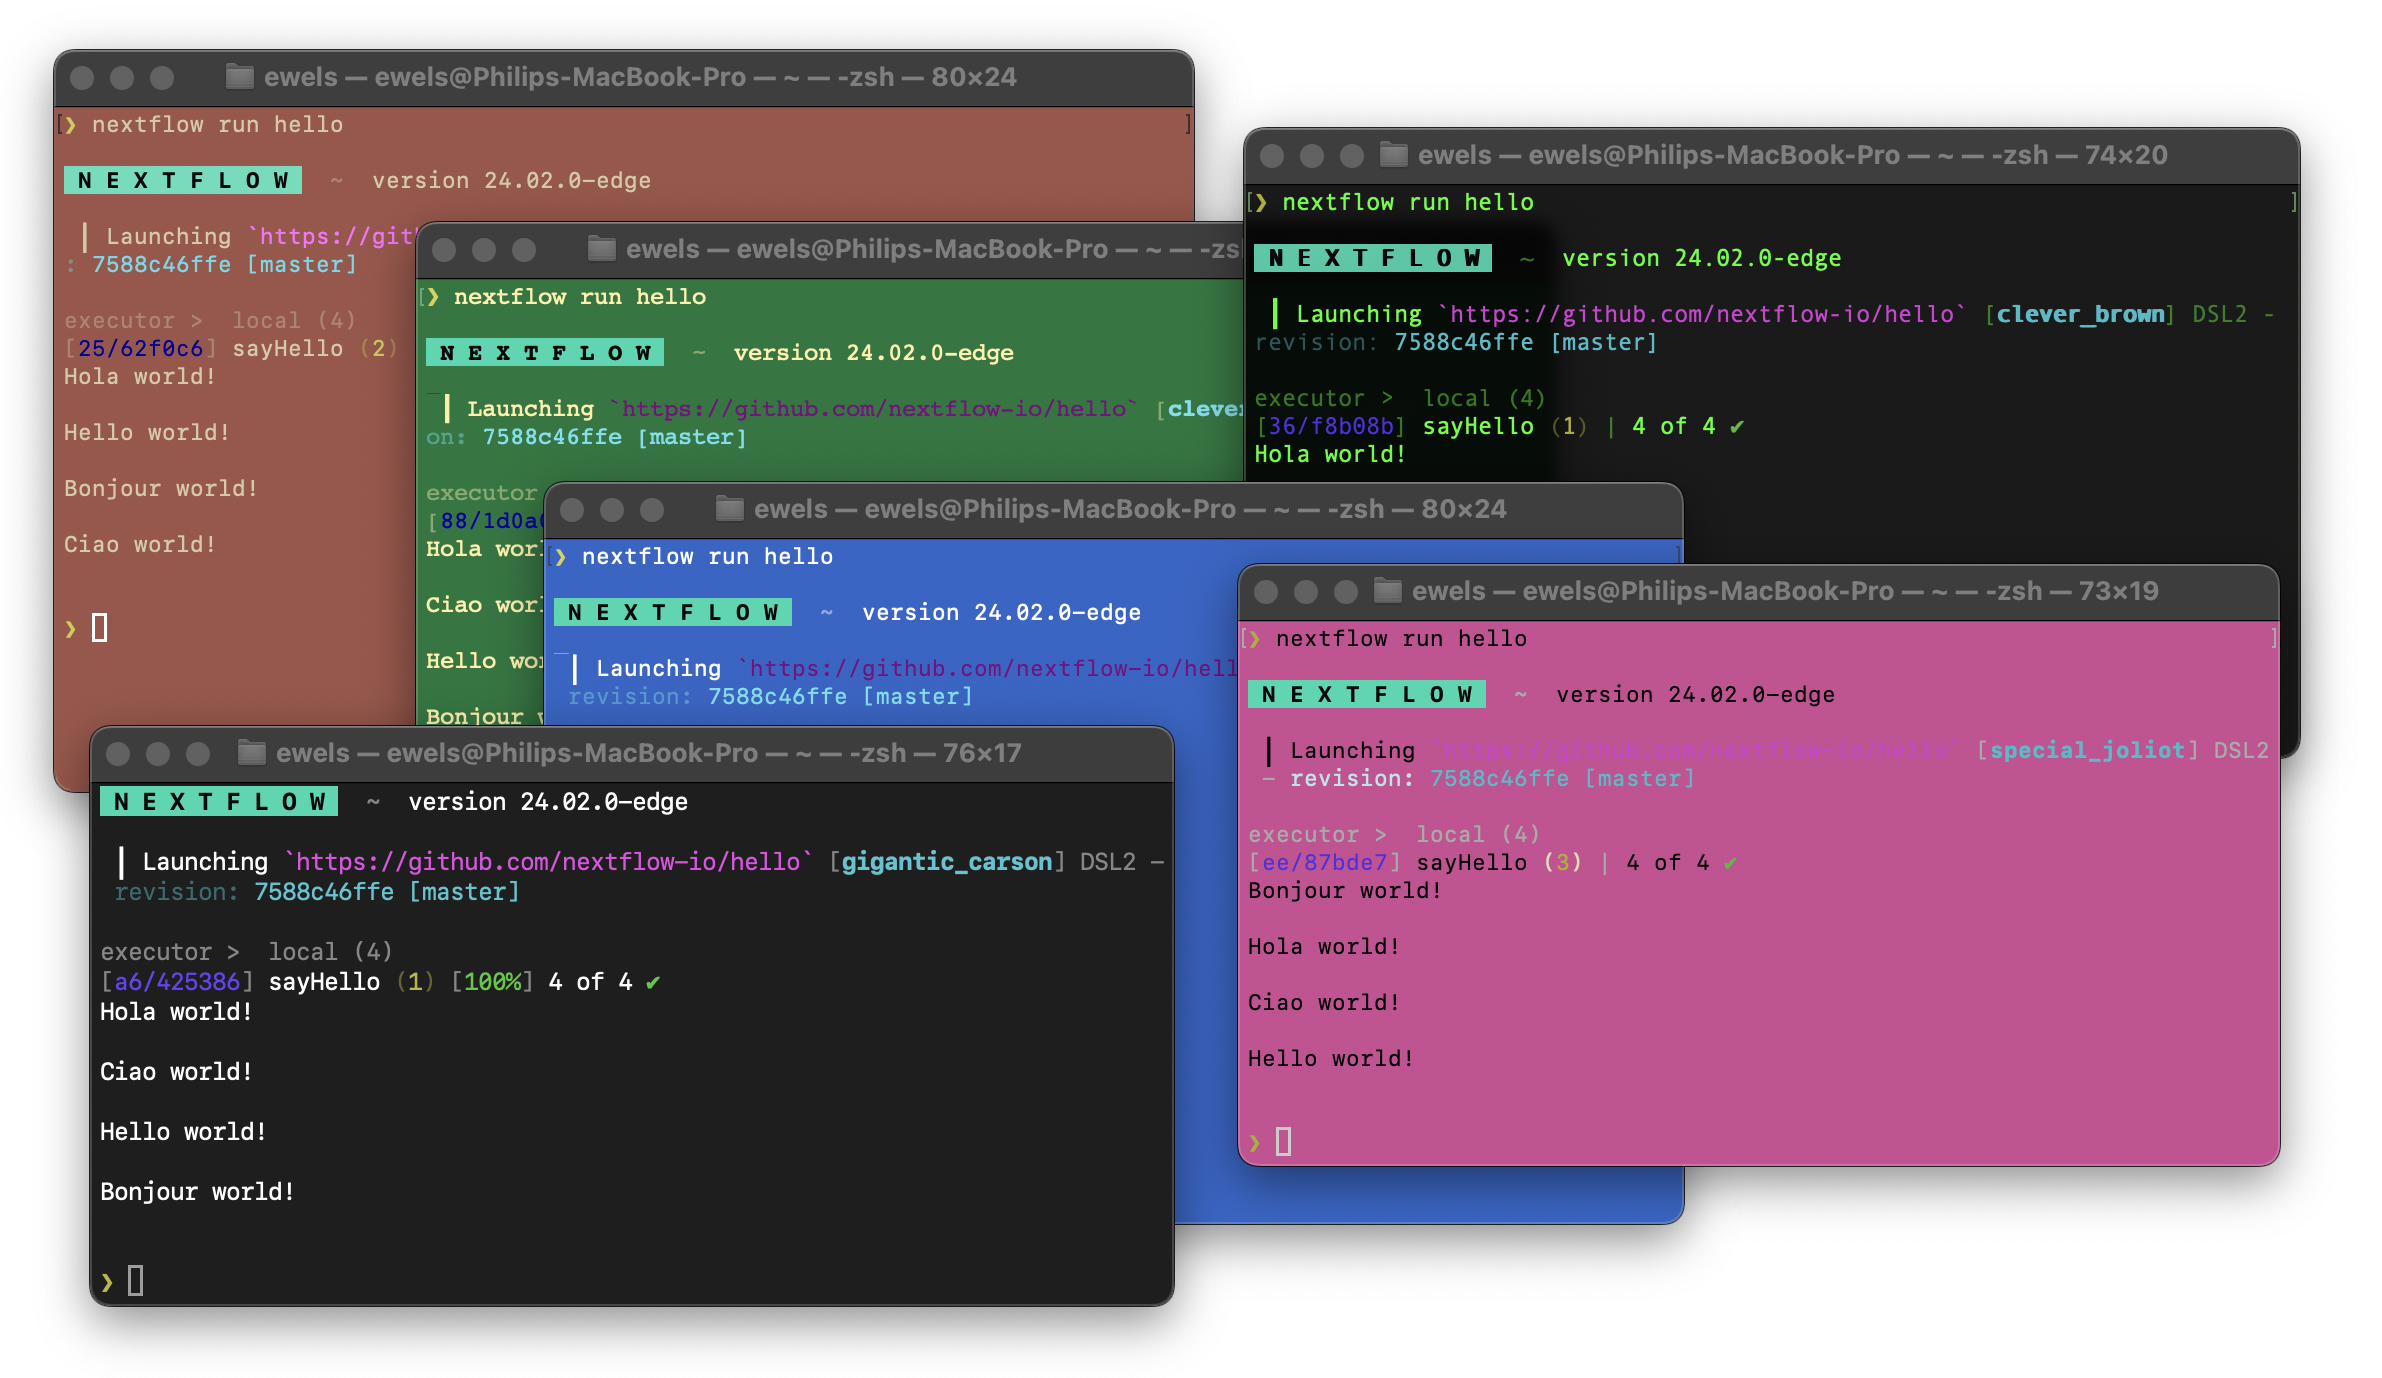 ewels — ewels@Philips-MacBook-Pro — ~ — -zsh — 80×24
[❯ nextflow run hello ]
N E X T F L O W ~ version 24.02.0-edge
┃ Launching `https://git
: 7588c46ffe [master]
executor > local (4)
[25/62f0c6] sayHello (2)
Hola world!
Hello world!
Bonjour world!
Ciao world!
❯
ewels — ewels@Philips-MacBook-Pro — ~ — -zs
[❯ nextflow run hello
N E X T F L O W ~ version 24.02.0-edge
┃ Launching `https://github.com/nextflow-io/hello` [clever
on: 7588c46ffe [master]
executor
[88/1d0a
Hola worl
Ciao worl
Hello wor
Bonjour w
ewels — ewels@Philips-MacBook-Pro — ~ — -zsh — 74×20
[❯ nextflow run hello ]
N E X T F L O W ~ version 24.02.0-edge
┃ Launching `https://github.com/nextflow-io/hello` [clever_brown] DSL2 -
revision: 7588c46ffe [master]
executor > local (4)
[36/f8b08b] sayHello (1) | 4 of 4 ✔
Hola world!
ewels — ewels@Philips-MacBook-Pro — ~ — -zsh — 80×24
[❯ nextflow run hello ]
N E X T F L O W ~ version 24.02.0-edge
┃ Launching `https://github.com/nextflow-io/hell
revision: 7588c46ffe [master]
ewels — ewels@Philips-MacBook-Pro — ~ — -zsh — 73×19
[❯ nextflow run hello ]
N E X T F L O W ~ version 24.02.0-edge
┃ Launching `https://github.com/nextflow-io/hello` [special_joliot] DSL2
- revision: 7588c46ffe [master]
executor > local (4)
[ee/87bde7] sayHello (3) | 4 of 4 ✔
Bonjour world!
Hola world!
Ciao world!
Hello world!
❯
ewels — ewels@Philips-MacBook-Pro — ~ — -zsh — 76×17
N E X T F L O W ~ version 24.02.0-edge
┃ Launching `https://github.com/nextflow-io/hello` [gigantic_carson] DSL2 -
revision: 7588c46ffe [master]
executor > local (4)
[a6/425386] sayHello (1) [100%] 4 of 4 ✔
Hola world!
Ciao world!
Hello world!
Bonjour world!
❯